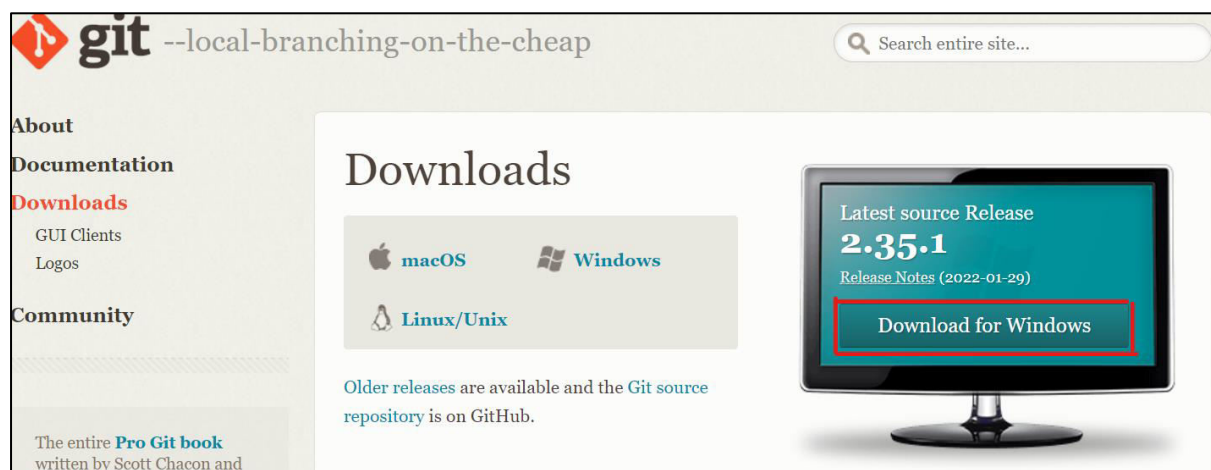 git --local-branching-on-the-cheap
Search entire site...
About
Documentation
Downloads
GUI Clients
Logos
Community
The entire Pro Git book
written by Scott Chacon and
Downloads
macOS
Windows
Linux/Unix
Older releases are available and the Git source
repository is on GitHub.
Latest source Release
2.35.1
Release Notes (2022-01-29)
Download for Windows